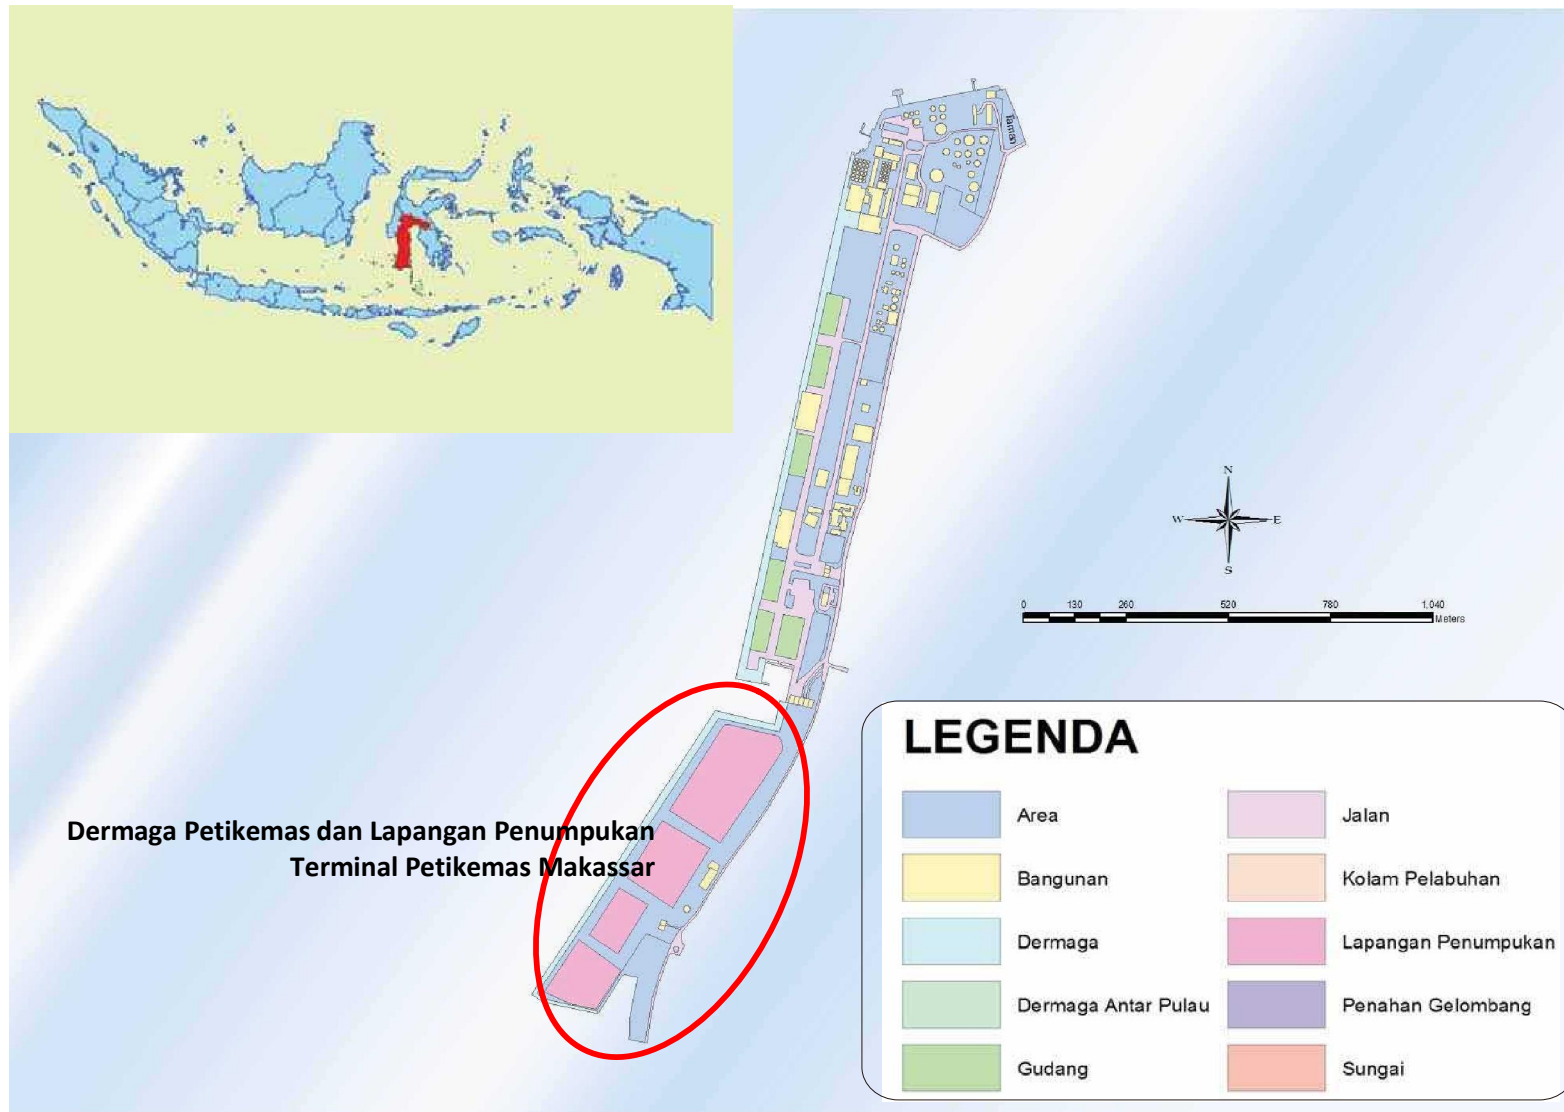 Taman
N
W
E
S
0 130 260 520 780 1.040
Meters
Dermaga Petikemas dan Lapangan Penumpukan
Terminal Petikemas Makassar
LEGENDA
Area
Jalan
Bangunan
Kolam Pelabuhan
Dermaga
Lapangan Penumpukan
Dermaga Antar Pulau
Penahan Gelombang
Gudang
Sungai